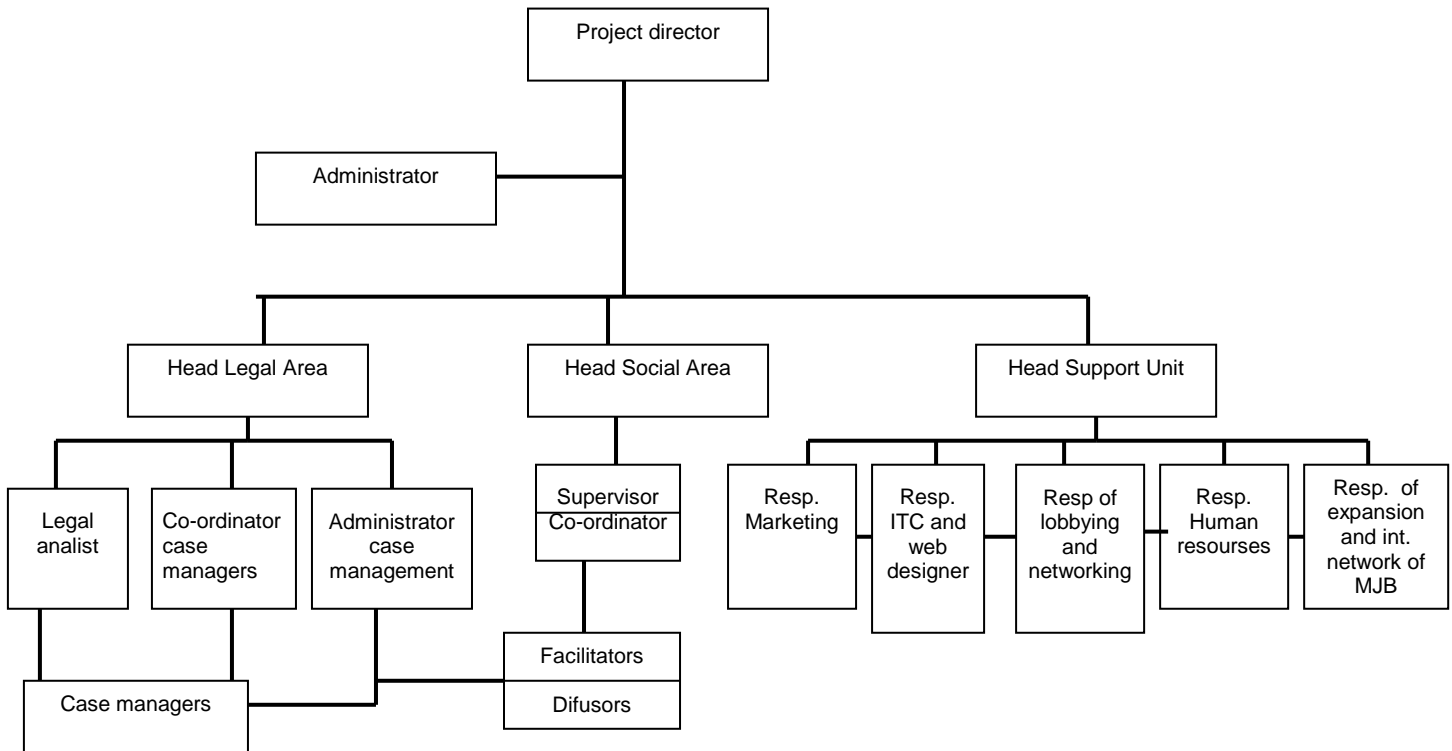 Project director
Administrator
Head Legal Area
Head Social Area
Head Support Unit
Legal
analist
Co-ordinator
case
managers
Administrator
case
management
Supervisor
Co-ordinator
Resp.
Marketing
Resp.
ITC and
web
designer
Resp of
lobbying
and
networking
Resp.
Human
resourses
Resp. of
expansion
and int.
network of
MJB
Case managers
Facilitators
Difusors